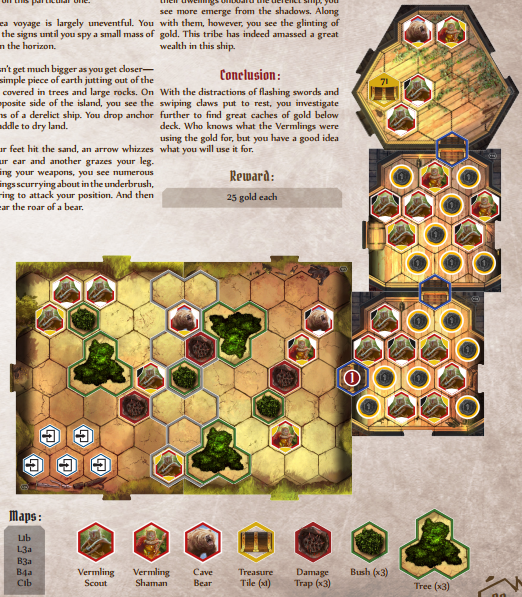 on this particular one.
ea voyage is largely uneventful. You
the signs until you spy a small mass of
n the horizon.
n't get much bigger as you get closer—
simple piece of earth jutting out of the
covered in trees and large rocks. On
pposite side of the island, you see the
ns of a derelict ship. You drop anchor
addle to dry land.
ur feet hit the sand, an arrow whizzes
ur ear and another grazes your leg.
ing your weapons, you see numerous
ings scurrying about in the underbrush,
ring to attack your position. And then
ear the roar of a bear.
their dwellings onboard the derelict ship, you
see more emerge from the shadows. Along
with them, however, you see the glinting of
gold. This tribe has indeed amassed a great
wealth in this ship.
Conclusion:
With the distractions of flashing swords and
swiping claws put to rest, you investigate
further to find great caches of gold below
deck. Who knows what the Vermlings were
using the gold for, but you have a good idea
what you will use it for.
Reward:
25 gold each
71
1
Maps:
L1b
L3a
B3a
B4a
C1b
Vermling
Scout
Vermling
Shaman
Cave
Bear
Treasure
Tile (x1)
Damage
Trap (x3)
Bush (x3)
Tree (x3)